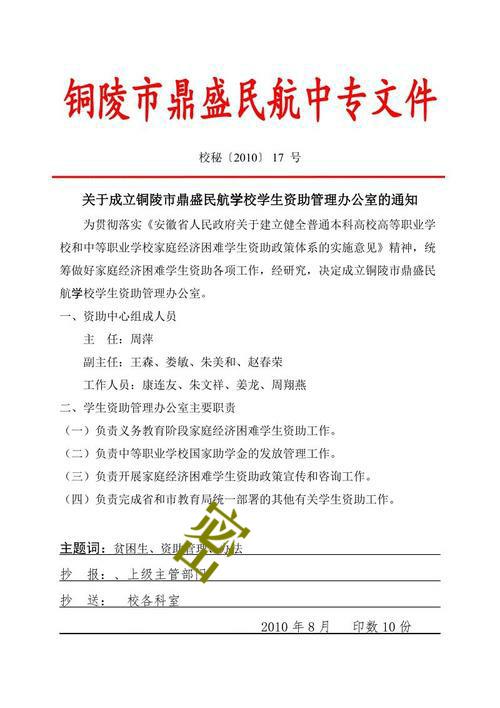 铜陵市鼎盛民航中专文件
校秘〔2010〕 17 号
关于成立铜陵市鼎盛民航学校学生资助管理办公室的通知
为贯彻落实《安徽省人民政府关于建立健全普通本科高校高等职业学
校和中等职业学校家庭经济困难学生资助政策体系的实施意见》精神，统
筹做好家庭经济困难学生资助各项工作，经研究，决定成立铜陵市鼎盛民
航学校学生资助管理办公室。
一、资助中心组成人员
主 任：周萍
副主任：王森、娄敏、朱美和、赵春荣
工作人员：康连友、朱文祥、姜龙、周翔燕
二、学生资助管理办公室主要职责
（一）负责义务教育阶段家庭经济困难学生资助工作。
（二）负责中等职业学校国家助学金的发放管理工作。
（三）负责开展家庭经济困难学生资助政策宣传和咨询工作。
（四）负责完成省和市教育局统一部署的其他有关学生资助工作。
密
主题词：贫困生、资助管理、办法
抄 报：、上级主管部门
抄 送： 校各科室
2010 年 8 月 印数 10 份